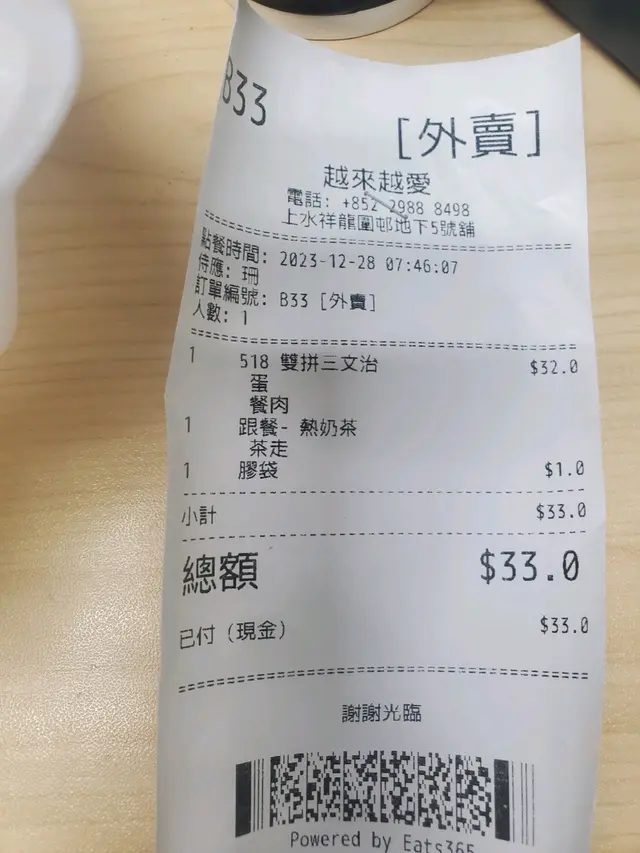 B33
[外賣]
越來越愛
電話: +852 2988 8498
上水祥龍圍邨地下5號舖
點餐時間: 2023-12-28 07:46:07
侍應: 珊
訂單編號: B33 [外賣]
人數: 1
1 518 雙拼三文治 $32.0
蛋
餐肉
1 跟餐- 熱奶茶
茶走
1 膠袋 $1.0
小計 $33.0
總額 $33.0
已付 (現金) $33.0
謝謝光臨
Powered by Eats365